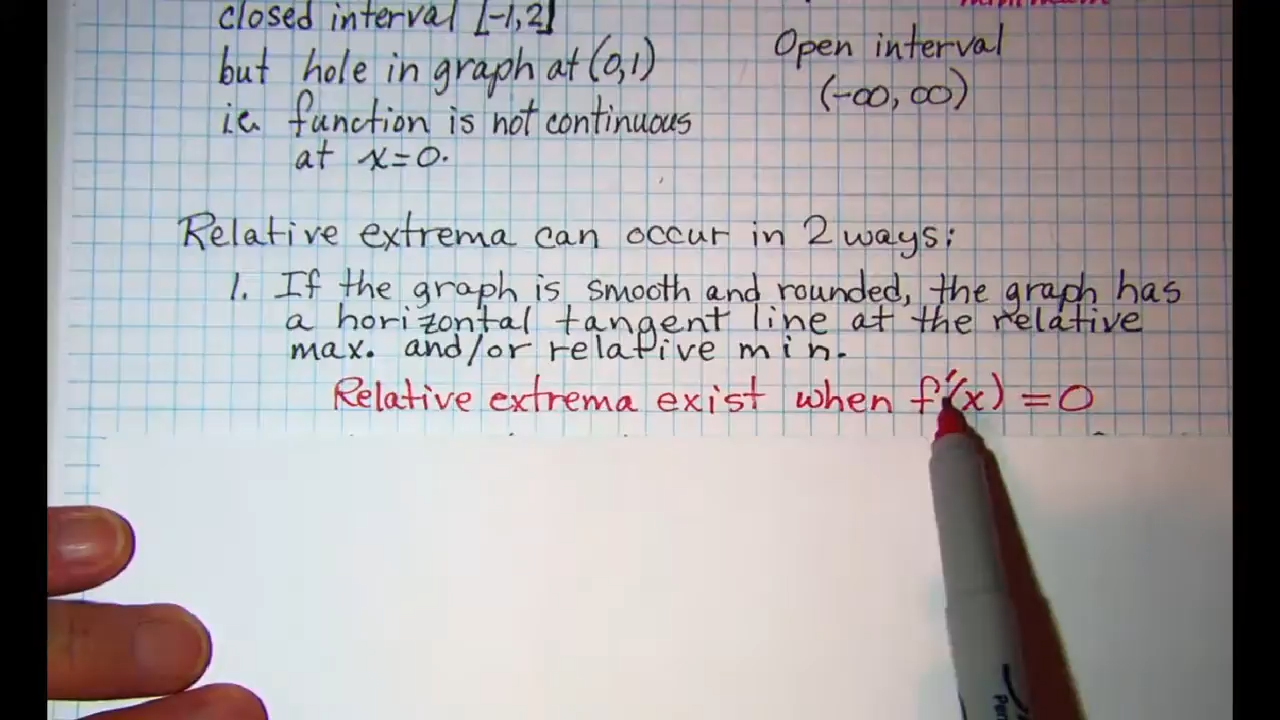 closed interval [-1,2]
but hole in graph at (0,1)
i.e. function is not continuous
at x=0.
Open interval
(-∞, ∞)
Relative extrema can occur in 2 ways:
1. If the graph is smooth and rounded, the graph has
a horizontal tangent line at the relative
max. and/or relative min.
Relative extrema exist when f'(x) = 0
Pen